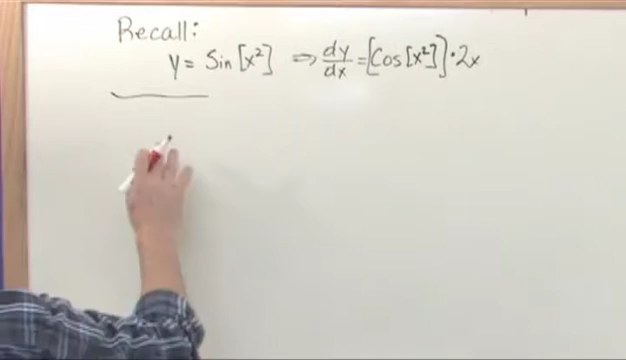 Recall:
y = Sin [x²] ⇒ dy/dx = [Cos [x²]] • 2x